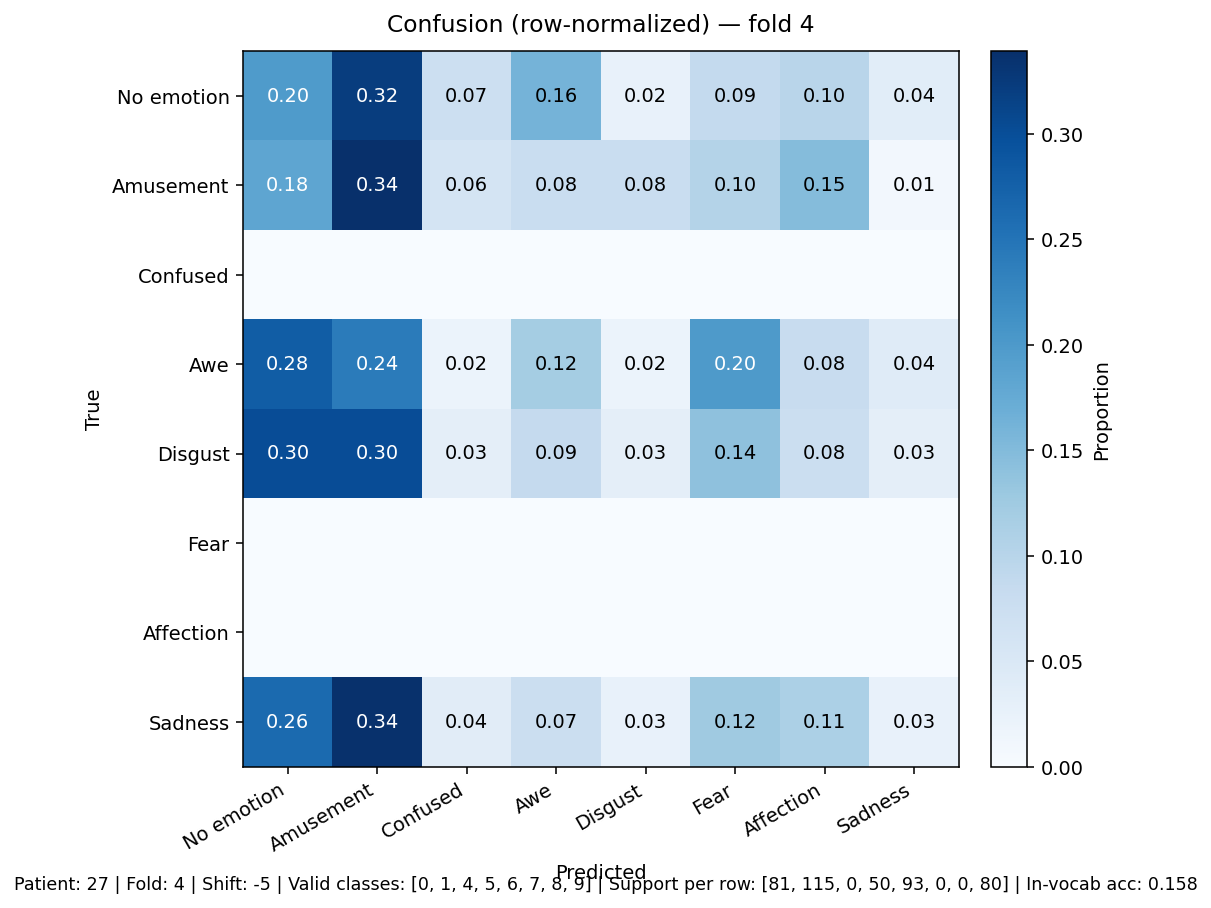 Confusion (row-normalized) — fold 4
No emotion 0.20 0.32 0.07 0.16 0.02 0.09 0.10 0.04
Amusement 0.18 0.34 0.06 0.08 0.08 0.10 0.15 0.01
Confused
Awe 0.28 0.24 0.02 0.12 0.02 0.20 0.08 0.04
Disgust 0.30 0.30 0.03 0.09 0.03 0.14 0.08 0.03
Fear
Affection
Sadness 0.26 0.34 0.04 0.07 0.03 0.12 0.11 0.03
True
No emotion Amusement Confused Awe Disgust Fear Affection Sadness
Predicted
0.30
0.25
0.20
0.15
0.10
0.05
0.00
Proportion
Patient: 27 | Fold: 4 | Shift: -5 | Valid classes: [0, 1, 4, 5, 6, 7, 8, 9] | Support per row: [81, 115, 0, 50, 93, 0, 0, 80] | In-vocab acc: 0.158